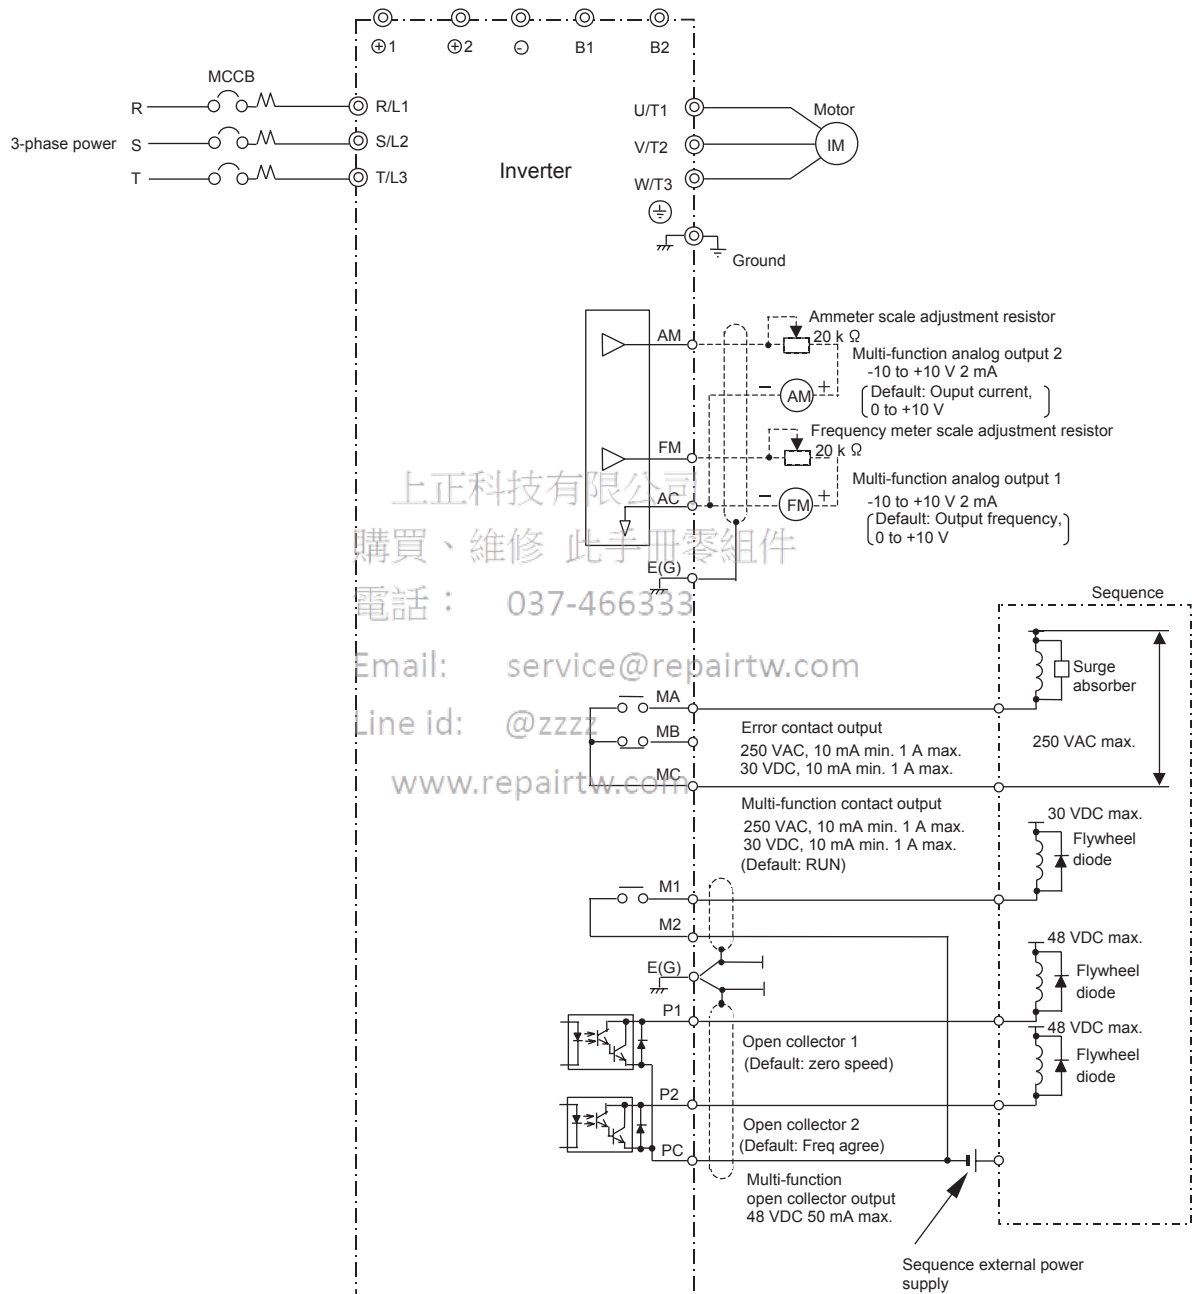 ⊕1
⊕2
⊖
B1
B2
MCCB
R
R/L1
3-phase power
S
S/L2
T
T/L3
Inverter
U/T1
V/T2
W/T3
Motor
IM
Ground
AM
Ammeter scale adjustment resistor
20 k Ω
Multi-function analog output 2
-10 to +10 V 2 mA
Default: Ouput current,
0 to +10 V
−
AM
+
FM
Frequency meter scale adjustment resistor
20 k Ω
Multi-function analog output 1
-10 to +10 V 2 mA
Default: Output frequency,
0 to +10 V
AC
−
FM
+
E(G)
上正科技有限公司
購買、維修 此手冊零組件
電話： 037-466333
Email: service@repairtw.com
Line id: @zzzz
www.repairtw.com
Sequence
Surge
absorber
250 VAC max.
MA
MB
MC
Error contact output
250 VAC, 10 mA min. 1 A max.
30 VDC, 10 mA min. 1 A max.
Multi-function contact output
250 VAC, 10 mA min. 1 A max.
30 VDC, 10 mA min. 1 A max.
(Default: RUN)
30 VDC max.
Flywheel
diode
M1
M2
E(G)
48 VDC max.
Flywheel
diode
P1
Open collector 1
(Default: zero speed)
48 VDC max.
Flywheel
diode
P2
Open collector 2
(Default: Freq agree)
PC
Multi-function
open collector output
48 VDC 50 mA max.
Sequence external power
supply